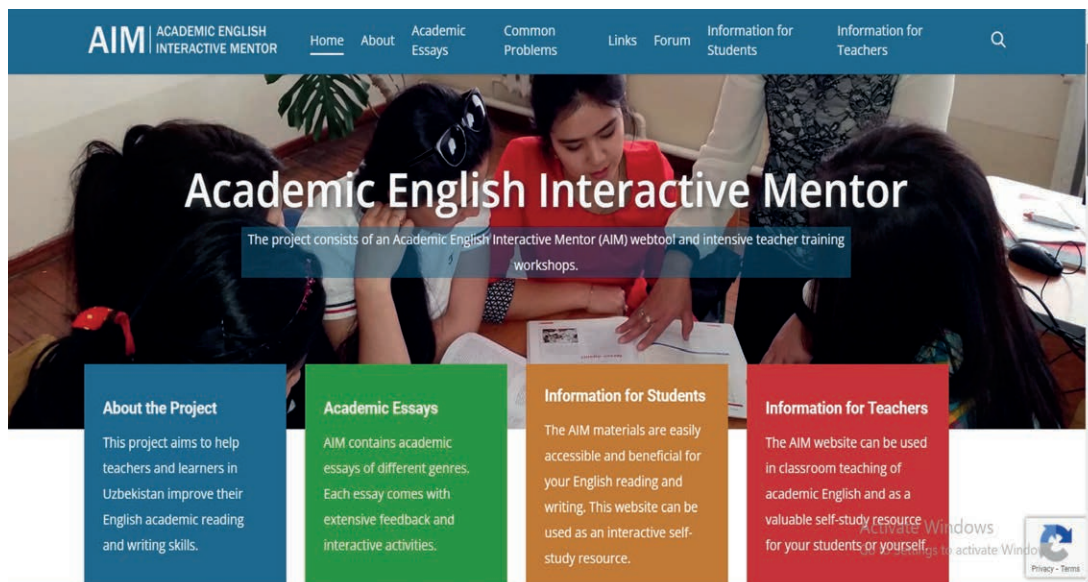 AIM
ACADEMIC ENGLISH
INTERACTIVE MENTOR
Home
About
Academic
Essays
Common
Problems
Links
Forum
Information for
Students
Information for
Teachers
Academic English Interactive Mentor
The project consists of an Academic English Interactive Mentor (AIM) webtool and intensive teacher training
workshops.
About the Project
This project aims to help
teachers and learners in
Uzbekistan improve their
English academic reading
and writing skills.
Academic Essays
AIM contains academic
essays of different genres.
Each essay comes with
extensive feedback and
interactive activities.
Information for Students
The AIM materials are easily
accessible and beneficial for
your English reading and
writing. This website can be
used as an interactive self-
study resource.
Information for Teachers
The AIM website can be used
in classroom teaching of
academic English and as a
valuable self-study resource
for your students or yourself.
Activate Windows
Go to Settings to activate Windo
Privacy - Terms